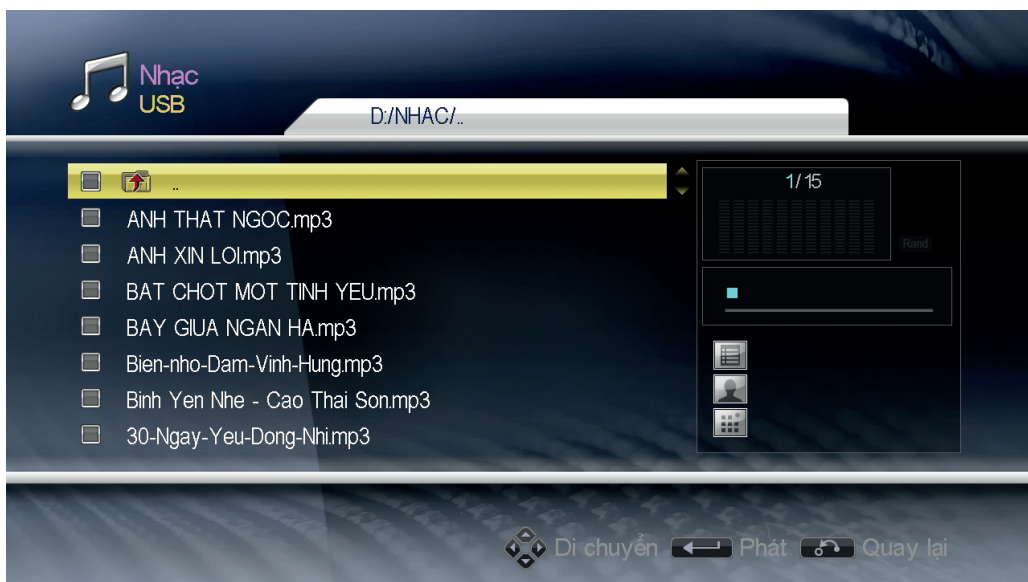 Nhạc
USB
D:/NHAC/..
..
1/15
ANH THAT NGOC.mp3
ANH XIN LOI.mp3
Rand
BAT CHOT MOT TINH YEU.mp3
BAY GIUA NGAN HA.mp3
Bien-nho-Dam-Vinh-Hung.mp3
Binh Yen Nhe - Cao Thai Son.mp3
30-Ngay-Yeu-Dong-Nhi.mp3
Di chuyển Phát Quay lại